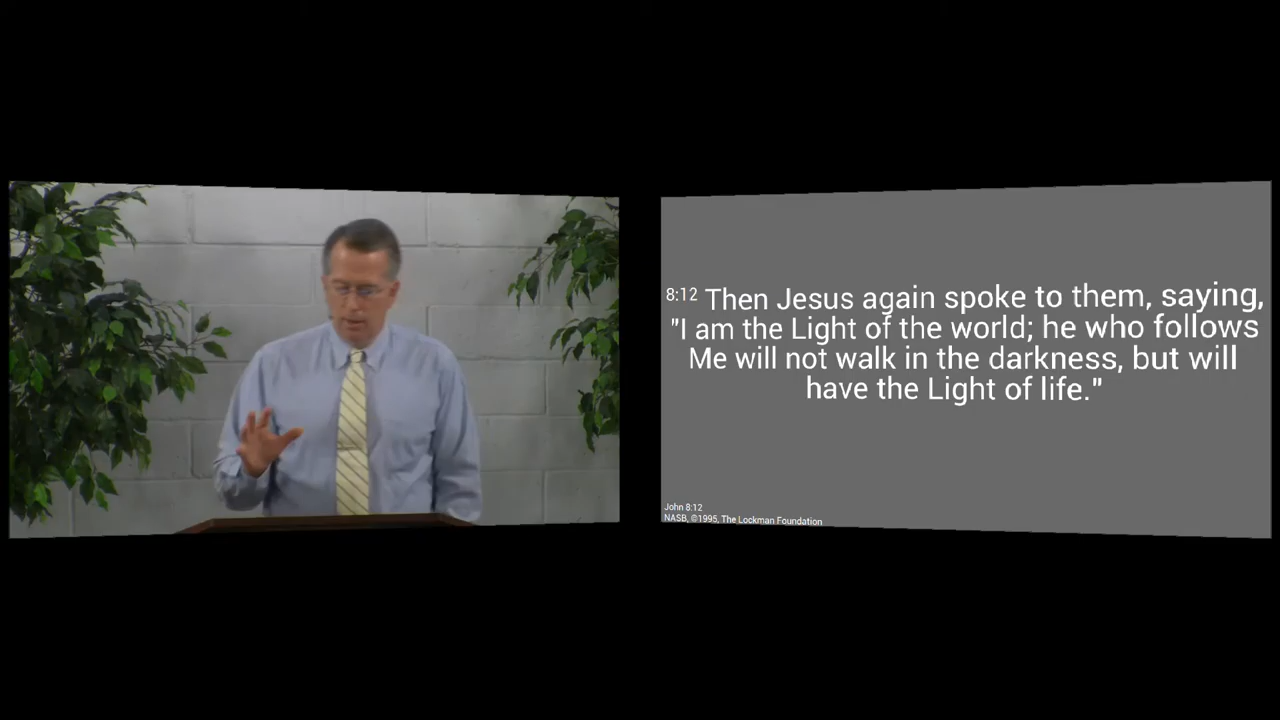 8:12 Then Jesus again spoke to them, saying,
"I am the Light of the world; he who follows
Me will not walk in the darkness, but will
have the Light of life."
John 8:12
NASB, ©1995, The Lockman Foundation